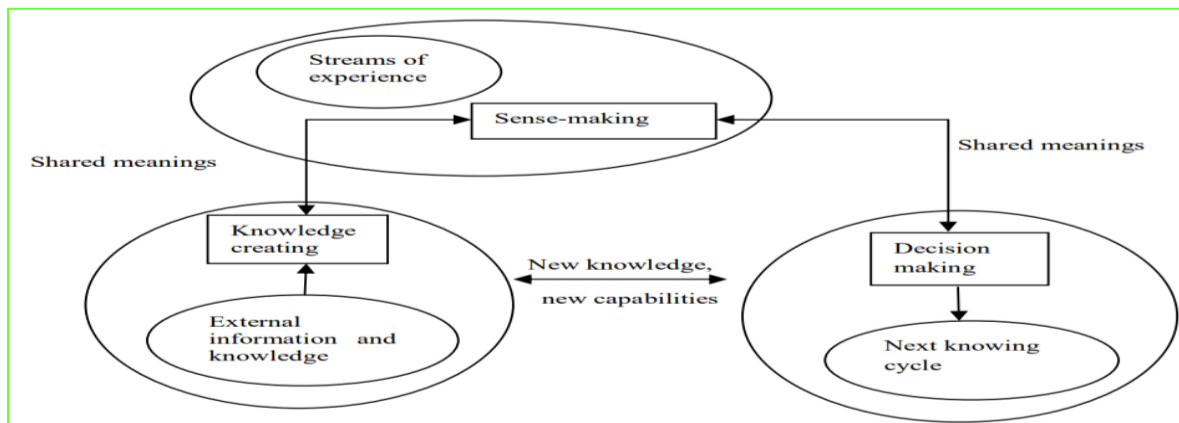 Streams of
experience
Sense-making
Shared meanings
Shared meanings
Knowledge
creating
Decision
making
New knowledge,
new capabilities
External
information and
knowledge
Next knowing
cycle